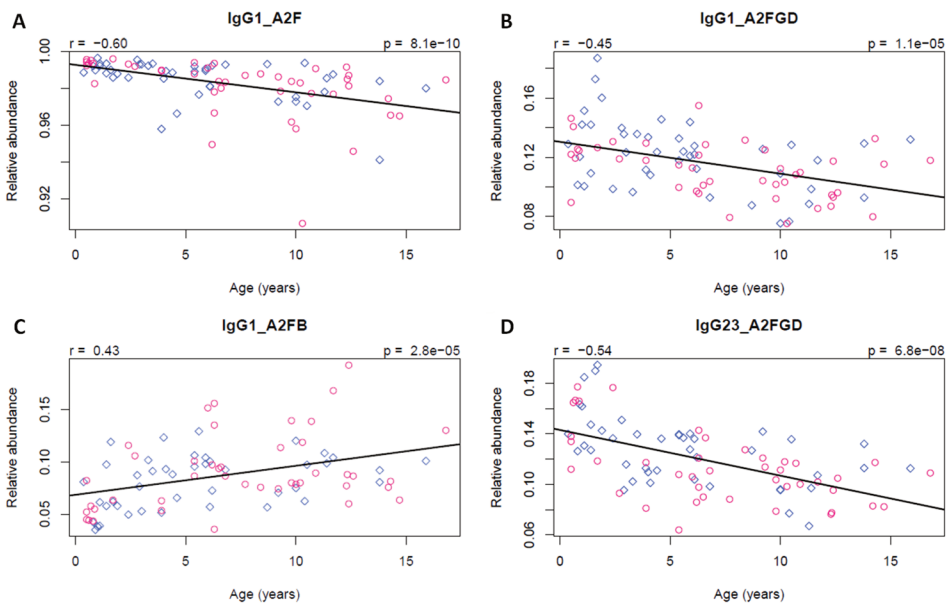 A
IgG1_A2F
r = −0.60 p = 8.1e−10
Relative abundance
1.00
0.96
0.92
0 5 10 15
Age (years)
B
IgG1_A2FGD
r = −0.45 p = 1.1e−05
Relative abundance
0.16
0.12
0.08
0 5 10 15
Age (years)
C
IgG1_A2FB
r = 0.43 p = 2.8e−05
Relative abundance
0.15
0.10
0.05
0 5 10 15
Age (years)
D
IgG23_A2FGD
r = −0.54 p = 6.8e−08
Relative abundance
0.18
0.14
0.10
0.06
0 5 10 15
Age (years)